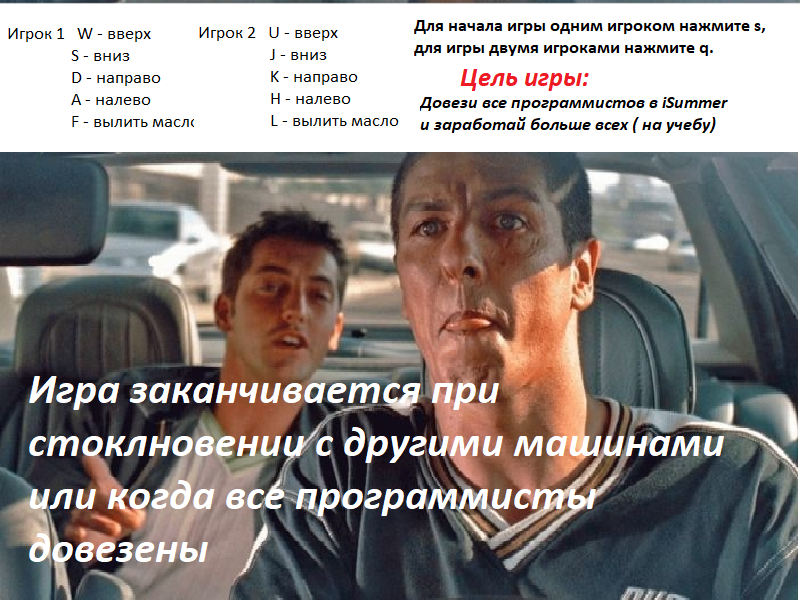 Игрок 1 W - вверх
S - вниз
D - направо
A - налево
F - вылить масло
Игрок 2 U - вверх
J - вниз
K - направо
H - налево
L - вылить масло
Для начала игры одним игроком нажмите s,
для игры двумя игроками нажмите q.
Цель игры:
Довези все программистов в iSummer
и заработай больше всех ( на учебу)
Игра заканчивается при
стоклновении с другими машинами
или когда все программисты
довезены